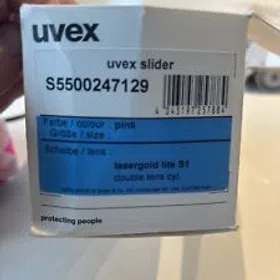 uvex
uvex slider
S5500247129
Farbe / colour : pink
Größe / size :
Scheibe / lens :
lasergold lite S1
double lens cyl.
protecting people